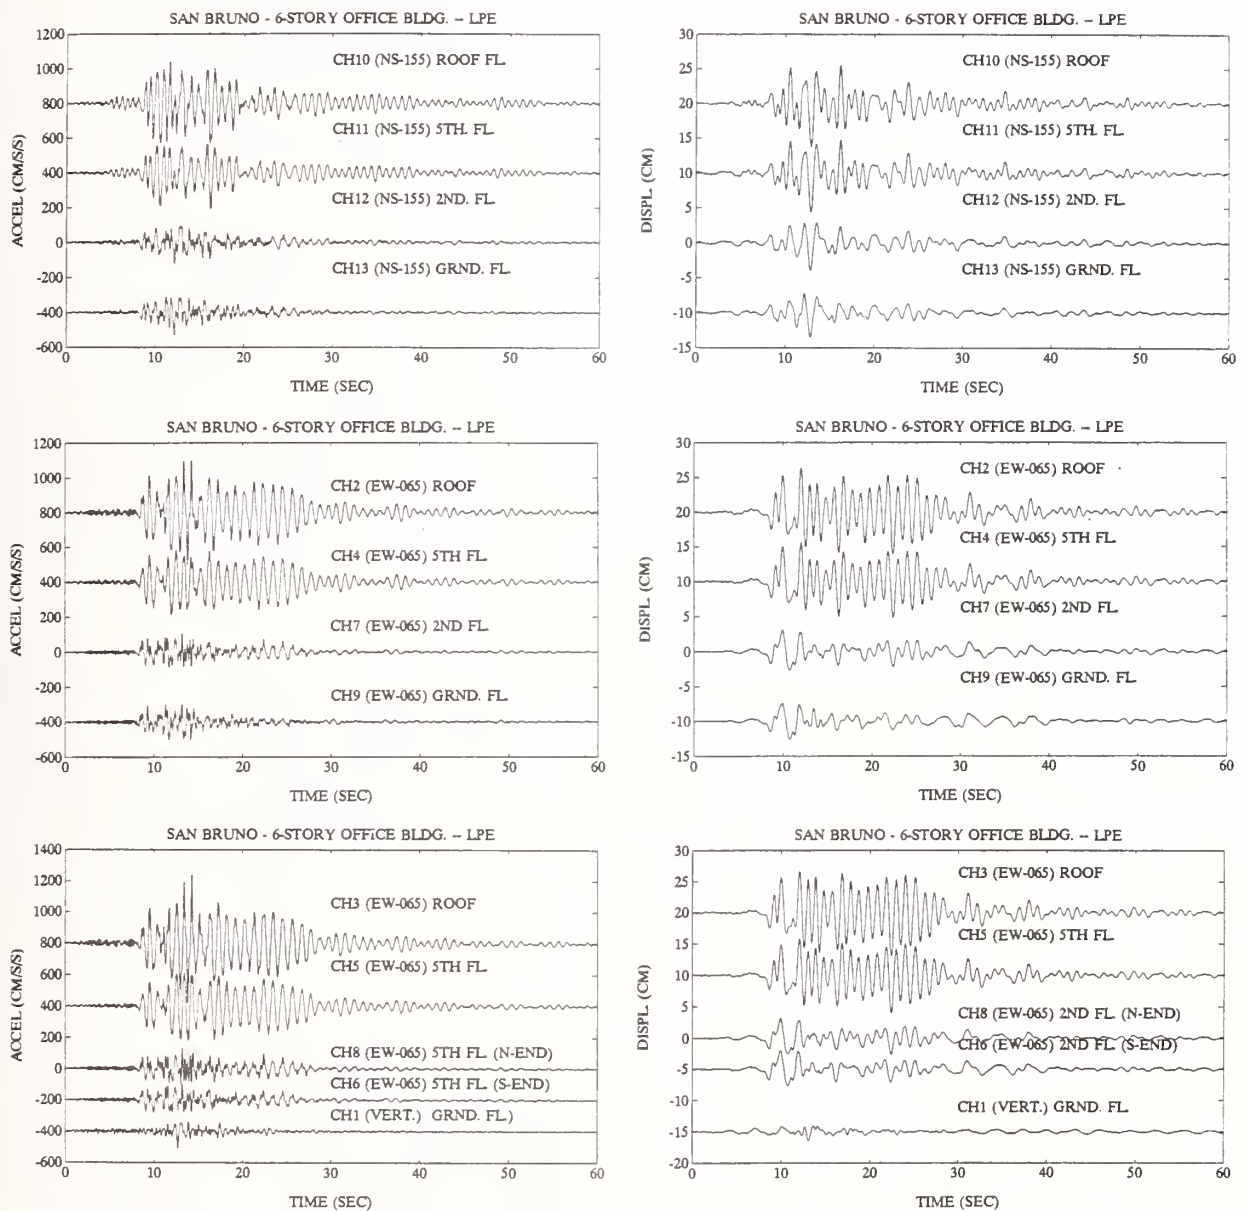 SAN BRUNO - 6-STORY OFFICE BLDG. -- LPE
1200
1000
800
600
400
200
0
-200
-400
-600
ACCEL (CM/S/S)
CH10 (NS-155) ROOF FL.
CH11 (NS-155) 5TH. FL.
CH12 (NS-155) 2ND. FL.
CH13 (NS-155) GRND. FL.
0 10 20 30 40 50 60
TIME (SEC)
SAN BRUNO - 6-STORY OFFICE BLDG. -- LPE
30
25
20
15
10
5
0
-5
-10
-15
DISPL. (CM)
CH10 (NS-155) ROOF
CH11 (NS-155) 5TH. FL.
CH12 (NS-155) 2ND. FL.
CH13 (NS-155) GRND. FL.
0 10 20 30 40 50 60
TIME (SEC)
SAN BRUNO - 6-STORY OFFICE BLDG. -- LPE
1200
1000
800
600
400
200
0
-200
-400
-600
ACCEL (CM/S/S)
CH2 (EW-065) ROOF
CH4 (EW-065) 5TH FL.
CH7 (EW-065) 2ND FL.
CH9 (EW-065) GRND. FL.
0 10 20 30 40 50 60
TIME (SEC)
SAN BRUNO - 6-STORY OFFICE BLDG. -- LPE
30
25
20
15
10
5
0
-5
-10
-15
DISPL. (CM)
CH2 (EW-065) ROOF
CH4 (EW-065) 5TH FL.
CH7 (EW-065) 2ND FL.
CH9 (EW-065) GRND. FL.
0 10 20 30 40 50 60
TIME (SEC)
SAN BRUNO - 6-STORY OFFICE BLDG. -- LPE
1400
1200
1000
800
600
400
200
0
-200
-400
-600
ACCEL (CM/S/S)
CH3 (EW-065) ROOF
CH5 (EW-065) 5TH FL.
CH8 (EW-065) 5TH FL. (N-END)
CH6 (EW-065) 5TH FL. (S-END)
CH1 (VERT.) GRND. FL.)
0 10 20 30 40 50 60
TIME (SEC)
SAN BRUNO - 6-STORY OFFICE BLDG. -- LPE
30
25
20
15
10
5
0
-5
-10
-15
-20
DISPL. (CM)
CH3 (EW-065) ROOF
CH5 (EW-065) 5TH FL.
CH8 (EW-065) 2ND FL. (N-END)
CH6 (EW-065) 2ND FL. (S-END)
CH1 (VERT.) GRND. FL.
0 10 20 30 40 50 60
TIME (SEC)